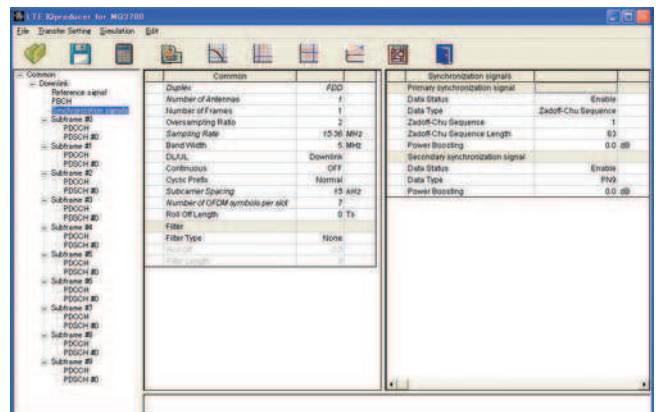 LTE IQproducer for MG3700
File Transfer Setting Simulation Edit
Common
Downlink
Reference signal
PBCH
Synchronization signals
Subframe #0
PDCCH
PDSCH #0
Subframe #1
PDCCH
PDSCH #0
Subframe #2
PDCCH
PDSCH #0
Subframe #3
PDCCH
PDSCH #0
Subframe #4
PDCCH
PDSCH #0
Subframe #5
PDCCH
PDSCH #0
Subframe #6
PDCCH
PDSCH #0
Subframe #7
PDCCH
PDSCH #0
Subframe #8
PDCCH
PDSCH #0
Subframe #9
PDCCH
PDSCH #0
Common
Duplex FDD
Number of Antennas 1
Number of Frames 1
Oversampling Ratio 2
Sampling Rate 15.36 MHz
Band Width 5 MHz
DL/UL Downlink
Continuous OFF
Cyclic Prefix Normal
Subcarrier Spacing 15 kHz
Number of OFDM symbols per slot 7
Roll Off Length 0 Ts
Filter
Filter Type None
Roll Off
Filter Length
Synchronization signals
Primary synchronization signal
Data Status Enable
Data Type Zadoff-Chu Sequence
Zadoff-Chu Sequence 1
Zadoff-Chu Sequence Length 63
Power Boosting 0.0 dB
Secondary synchronization signal
Data Status Enable
Data Type PN9
Power Boosting 0.0 dB